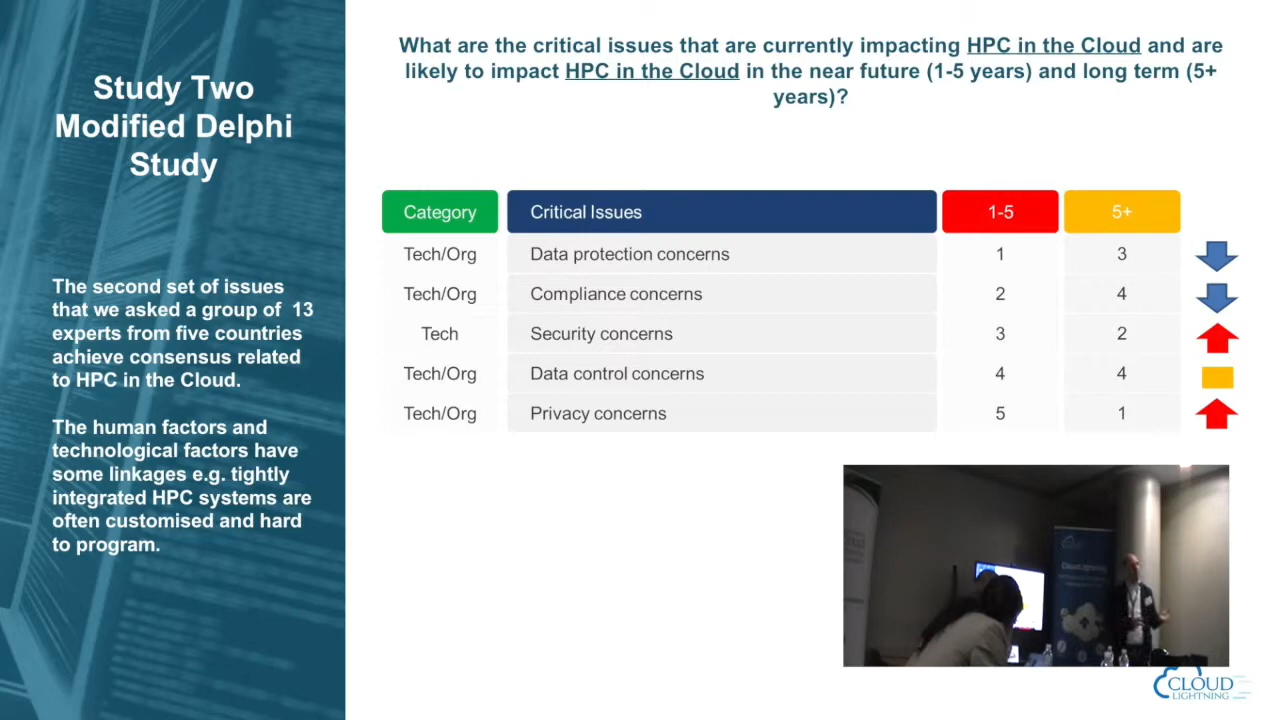 Study Two
Modified Delphi
Study
The second set of issues
that we asked a group of 13
experts from five countries
achieve consensus related
to HPC in the Cloud.
The human factors and
technological factors have
some linkages e.g. tightly
integrated HPC systems are
often customised and hard
to program.
What are the critical issues that are currently impacting HPC in the Cloud and are
likely to impact HPC in the Cloud in the near future (1-5 years) and long term (5+
years)?
Category Critical Issues 1-5 5+
Tech/Org Data protection concerns 1 3
Tech/Org Compliance concerns 2 4
Tech Security concerns 3 2
Tech/Org Data control concerns 4 4
Tech/Org Privacy concerns 5 1
CLOUD
LIGHTNING